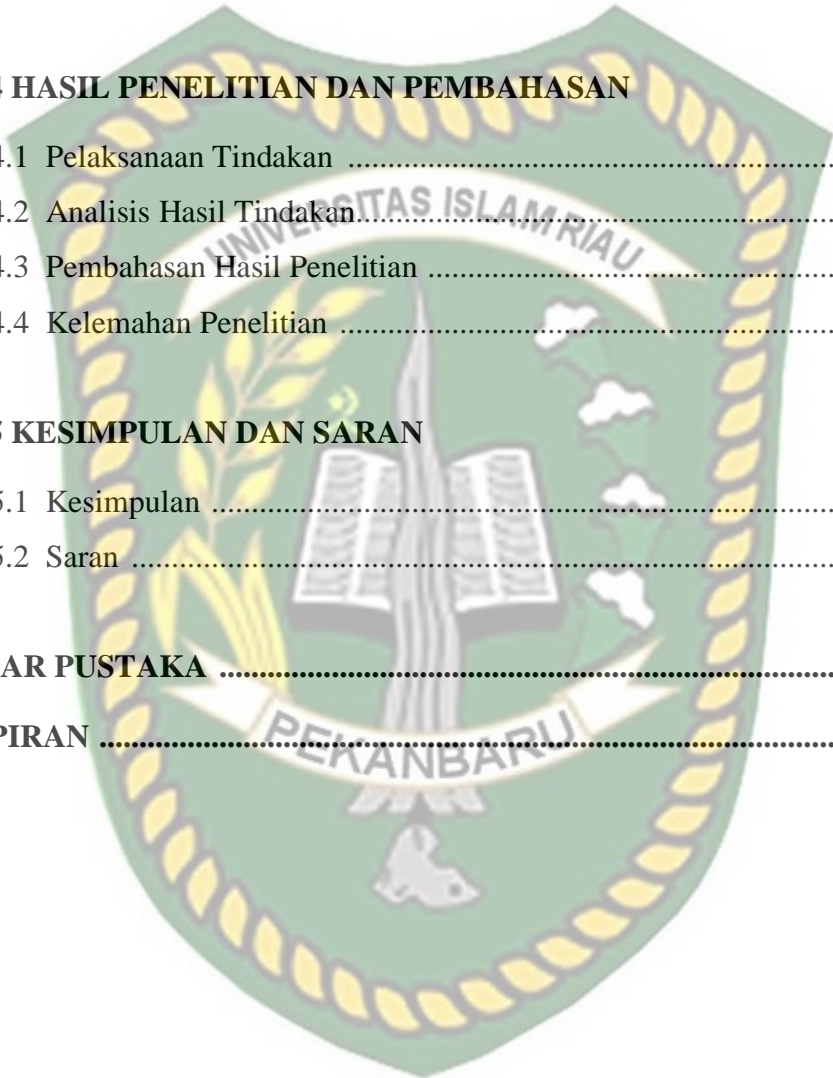 4 HASIL PENELITIAN DAN PEMBAHASAN
4.1 Pelaksanaan Tindakan ....................................................................
4.2 Analisis Hasil Tindakan....................................................................
UNIVERSITAS ISLAM RIAU
4.3 Pembahasan Hasil Penelitian ....................................................................
4.4 Kelemahan Penelitian ....................................................................
5 KESIMPULAN DAN SARAN
5.1 Kesimpulan ....................................................................
5.2 Saran ....................................................................
AR PUSTAKA ....................................................................
PIRAN ....................................................................
PEKANBARU